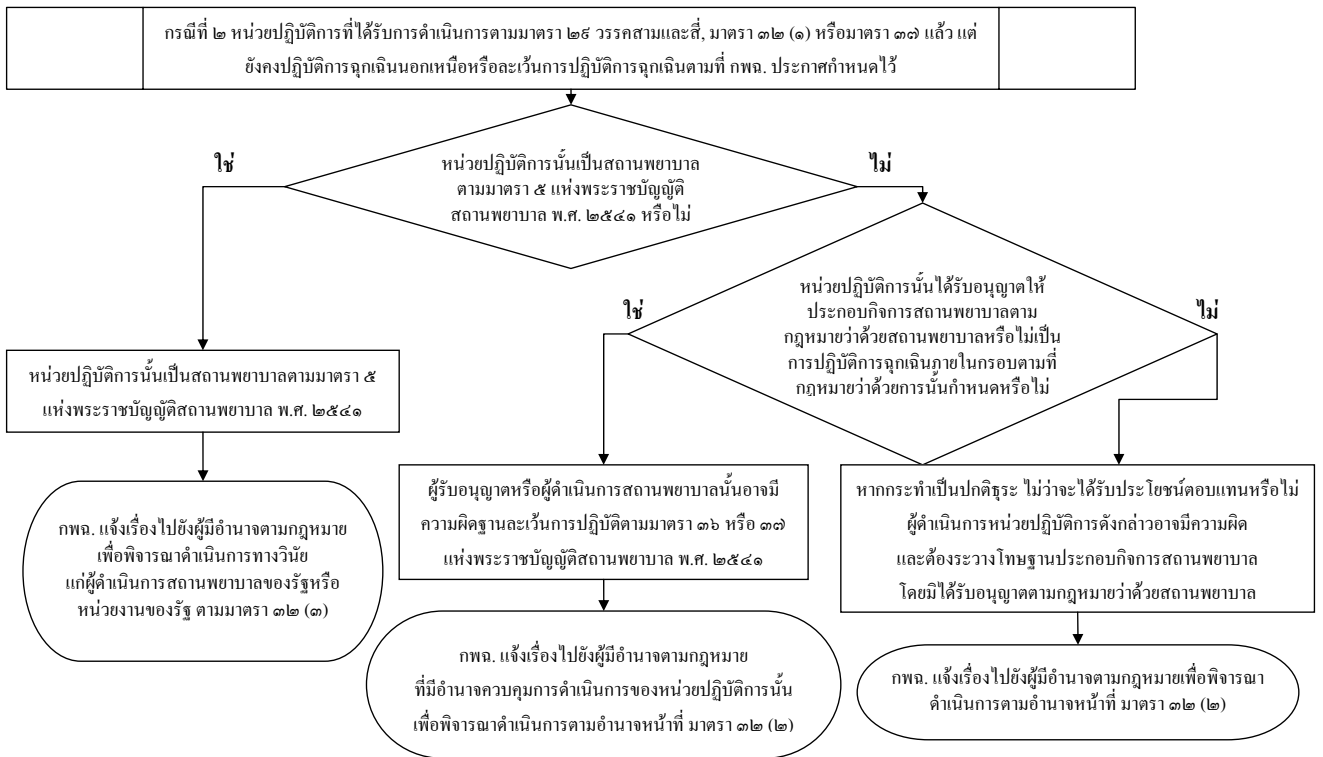 กรณีที่ ๒ หน่วยปฏิบัติการที่ได้รับการดำเนินการตามมาตรา ๒๙ วรรคสามและสี่, มาตรา ๓๒ (๑) หรือมาตรา ๓๗ แล้ว แต่
ยังคงปฏิบัติการฉุกเฉินนอกเหนือหรือละเว้นการปฏิบัติการฉุกเฉินตามที่ กพฉ. ประกาศกำหนดไว้
ใช่
หน่วยปฏิบัติการนั้นเป็นสถานพยาบาล
ตามมาตรา ๕ แห่งพระราชบัญญัติ
สถานพยาบาล พ.ศ. ๒๕๔๑ หรือไม่
ไม่
ใช่
หน่วยปฏิบัติการนั้นได้รับอนุญาตให้
ประกอบกิจการสถานพยาบาลตาม
กฎหมายว่าด้วยสถานพยาบาลหรือไม่เป็น
การปฏิบัติการฉุกเฉินภายในกรอบตามที่
กฎหมายว่าด้วยการนั้นกำหนดหรือไม่
ไม่
หน่วยปฏิบัติการนั้นเป็นสถานพยาบาลตามมาตรา ๕
แห่งพระราชบัญญัติสถานพยาบาล พ.ศ. ๒๕๔๑
กพฉ. แจ้งเรื่องไปยังผู้มีอำนาจตามกฎหมาย
เพื่อพิจารณาดำเนินการทางวินัย
แก่ผู้ดำเนินการสถานพยาบาลของรัฐหรือ
หน่วยงานของรัฐ ตามมาตรา ๓๒ (๓)
ผู้รับอนุญาตหรือผู้ดำเนินการสถานพยาบาลนั้นอาจมี
ความผิดฐานละเว้นการปฏิบัติตามมาตรา ๓๖ หรือ ๓๗
แห่งพระราชบัญญัติสถานพยาบาล พ.ศ. ๒๕๔๑
กพฉ. แจ้งเรื่องไปยังผู้มีอำนาจตามกฎหมาย
ที่มีอำนาจควบคุมการดำเนินการของหน่วยปฏิบัติการนั้น
เพื่อพิจารณาดำเนินการตามอำนาจหน้าที่ มาตรา ๓๒ (๒)
หากกระทำเป็นปกติธุระ ไม่ว่าจะได้รับประโยชน์ตอบแทนหรือไม่
ผู้ดำเนินการหน่วยปฏิบัติการดังกล่าวอาจมีความผิด
และต้องระวางโทษฐานประกอบกิจการสถานพยาบาล
โดยมิได้รับอนุญาตตามกฎหมายว่าด้วยสถานพยาบาล
กพฉ. แจ้งเรื่องไปยังผู้มีอำนาจตามกฎหมายเพื่อพิจารณา
ดำเนินการตามอำนาจหน้าที่ มาตรา ๓๒ (๒)